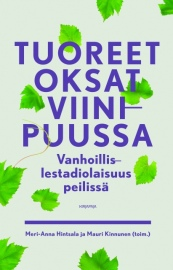 TUOREET
OKSAT
VIINI–
PUUSSA
Vanhoillis–
lestadiolaisuus
peilissä
Meri-Anna Hintsala ja Mauri Kinnunen (toim.)